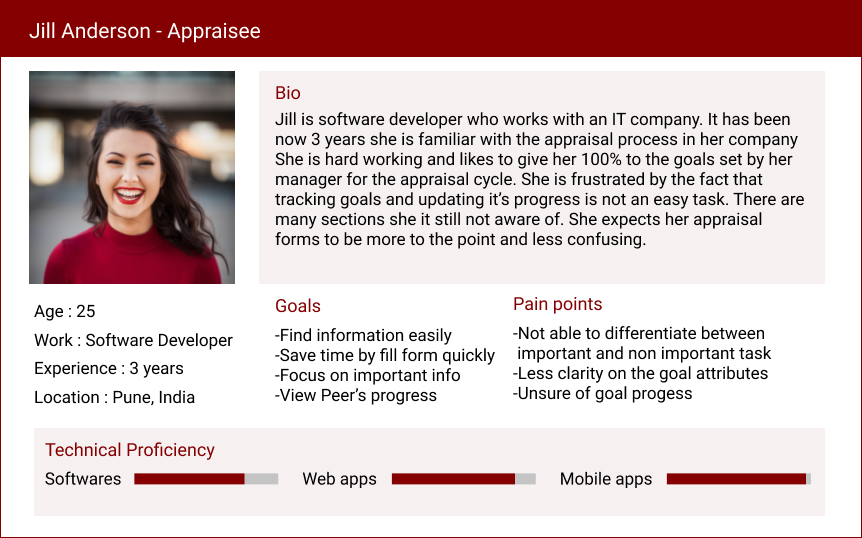 Jill Anderson - Appraisee
Bio
Jill is software developer who works with an IT company. It has been
now 3 years she is familiar with the appraisal process in her company
She is hard working and likes to give her 100% to the goals set by her
manager for the appraisal cycle. She is frustrated by the fact that
tracking goals and updating it’s progress is not an easy task. There are
many sections she it still not aware of. She expects her appraisal
forms to be more to the point and less confusing.
Age : 25
Work : Software Developer
Experience : 3 years
Location : Pune, India
Goals
-Find information easily
-Save time by fill form quickly
-Focus on important info
-View Peer’s progress
Pain points
-Not able to differentiate between
important and non important task
-Less clarity on the goal attributes
-Unsure of goal progess
Technical Proficiency
Softwares
Web apps
Mobile apps